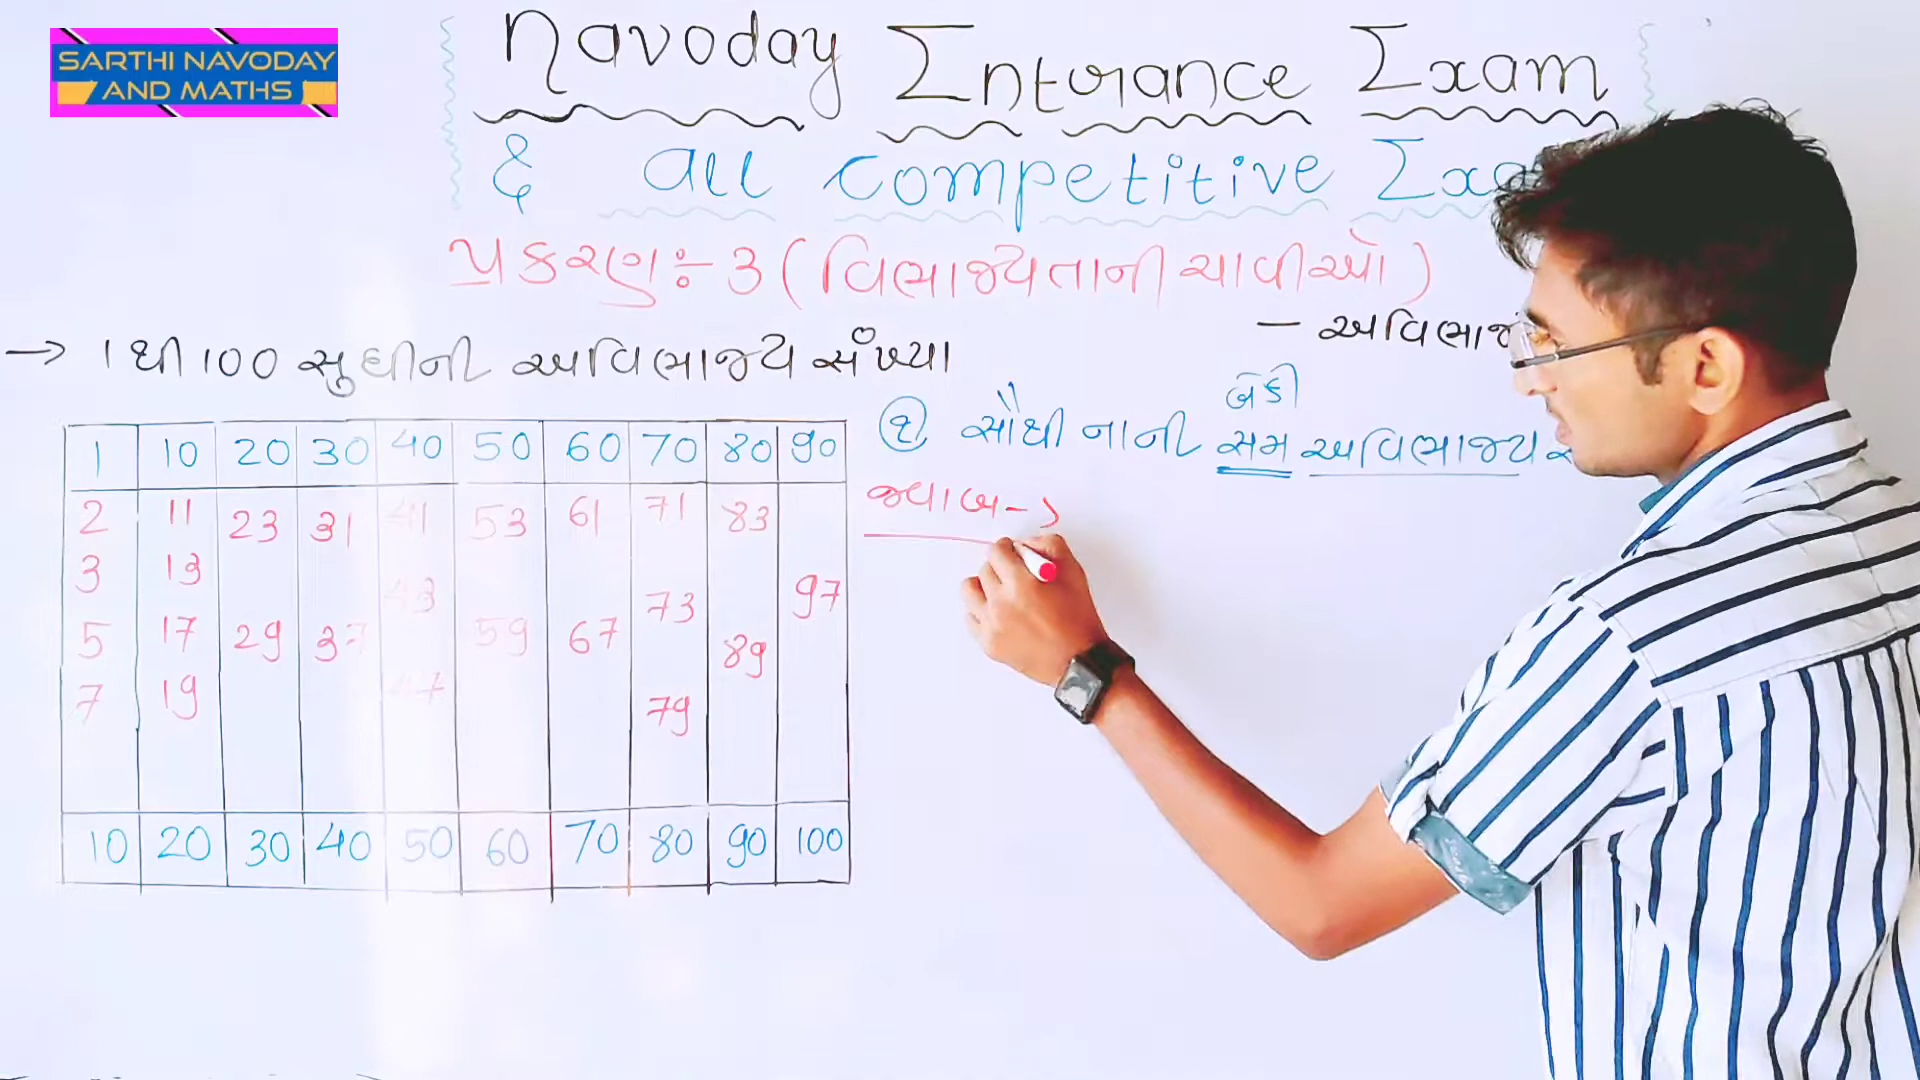 SARTHI NAVODAY
AND MATHS
Navoday Entrance Exam
& All Competitive
પ્રકરણ ÷ 3 (વિભાજ્યતાની ચાવીઓ)
→ 1 થી 100 સુધીની અવિભાજ્ય સંખ્યા
1 10 20 30 40 50 60 70 80 90
2 11 23 31 41 53 61 71 83
3 13 43 73 97
5 17 29 37 59 67 89
7 19 47 79
10 20 30 40 50 60 70 80 90 100
–
બેકી
૧ સૌથી નાની સમ અવિભાજ્ય
જવાબ →